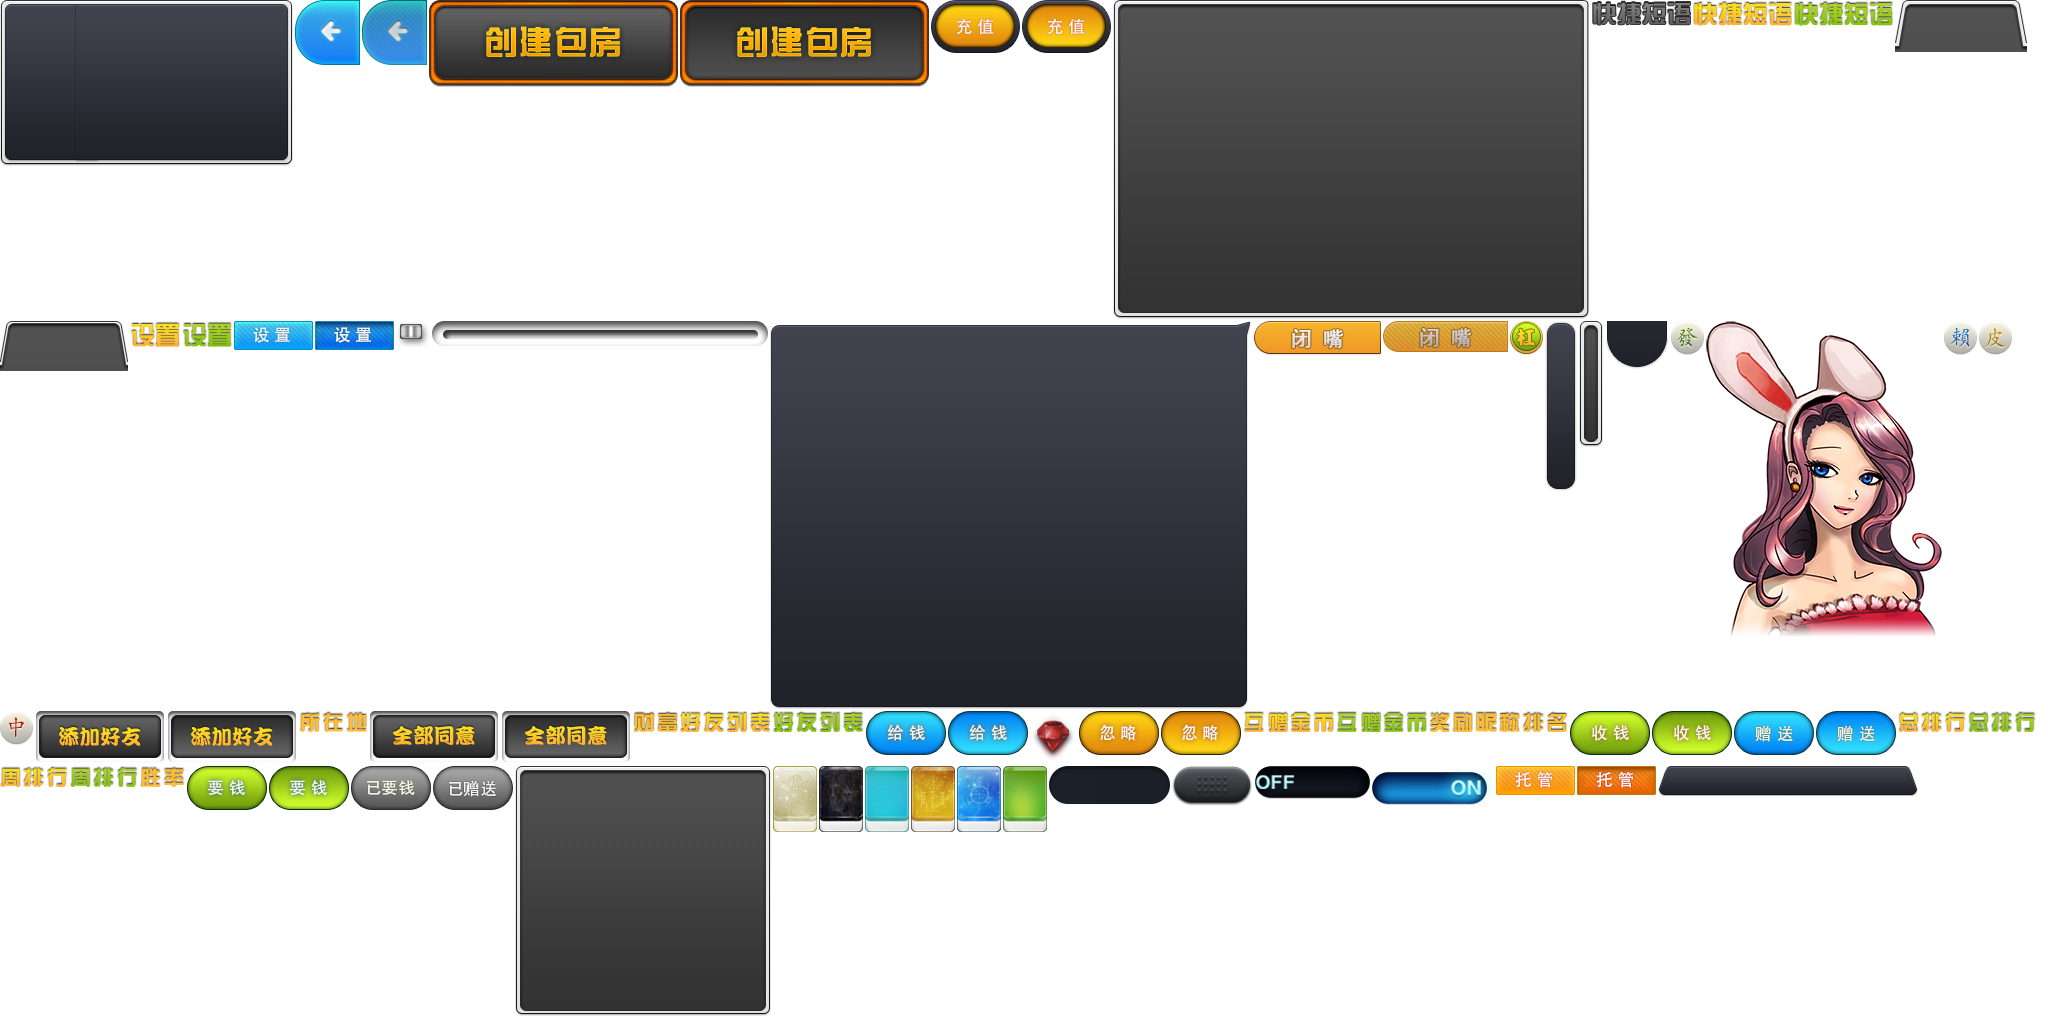 创建包房
创建包房
充值
充值
快捷短语
快捷短语
快捷短语
设置
设置
设置
设置
闭嘴
闭嘴
杠
發
賴
皮
中
添加好友
添加好友
所在地
全部同意
全部同意
财富
好友列表
好友列表
给钱
给钱
忽略
忽略
互赠金币
互赠金币
奖励
昵称
排名
收钱
收钱
赠送
赠送
总排行
总排行
周排行
周排行
胜率
要钱
要钱
已要钱
已赠送
OFF
ON
托管
托管